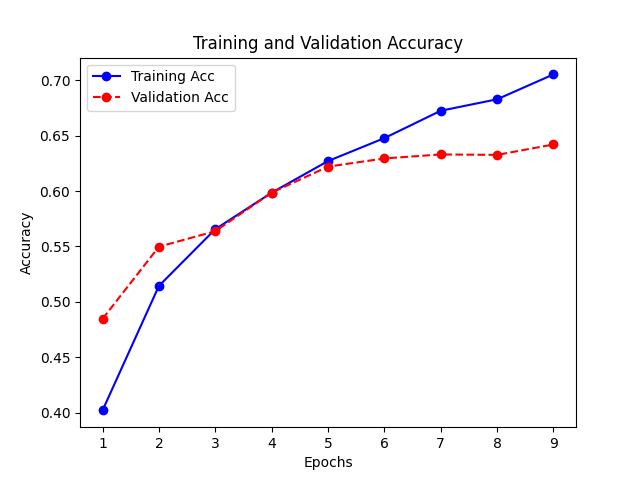 Training and Validation Accuracy
Training Acc
Validation Acc
Accuracy
0.70
0.65
0.60
0.55
0.50
0.45
0.40
1 2 3 4 5 6 7 8 9
Epochs